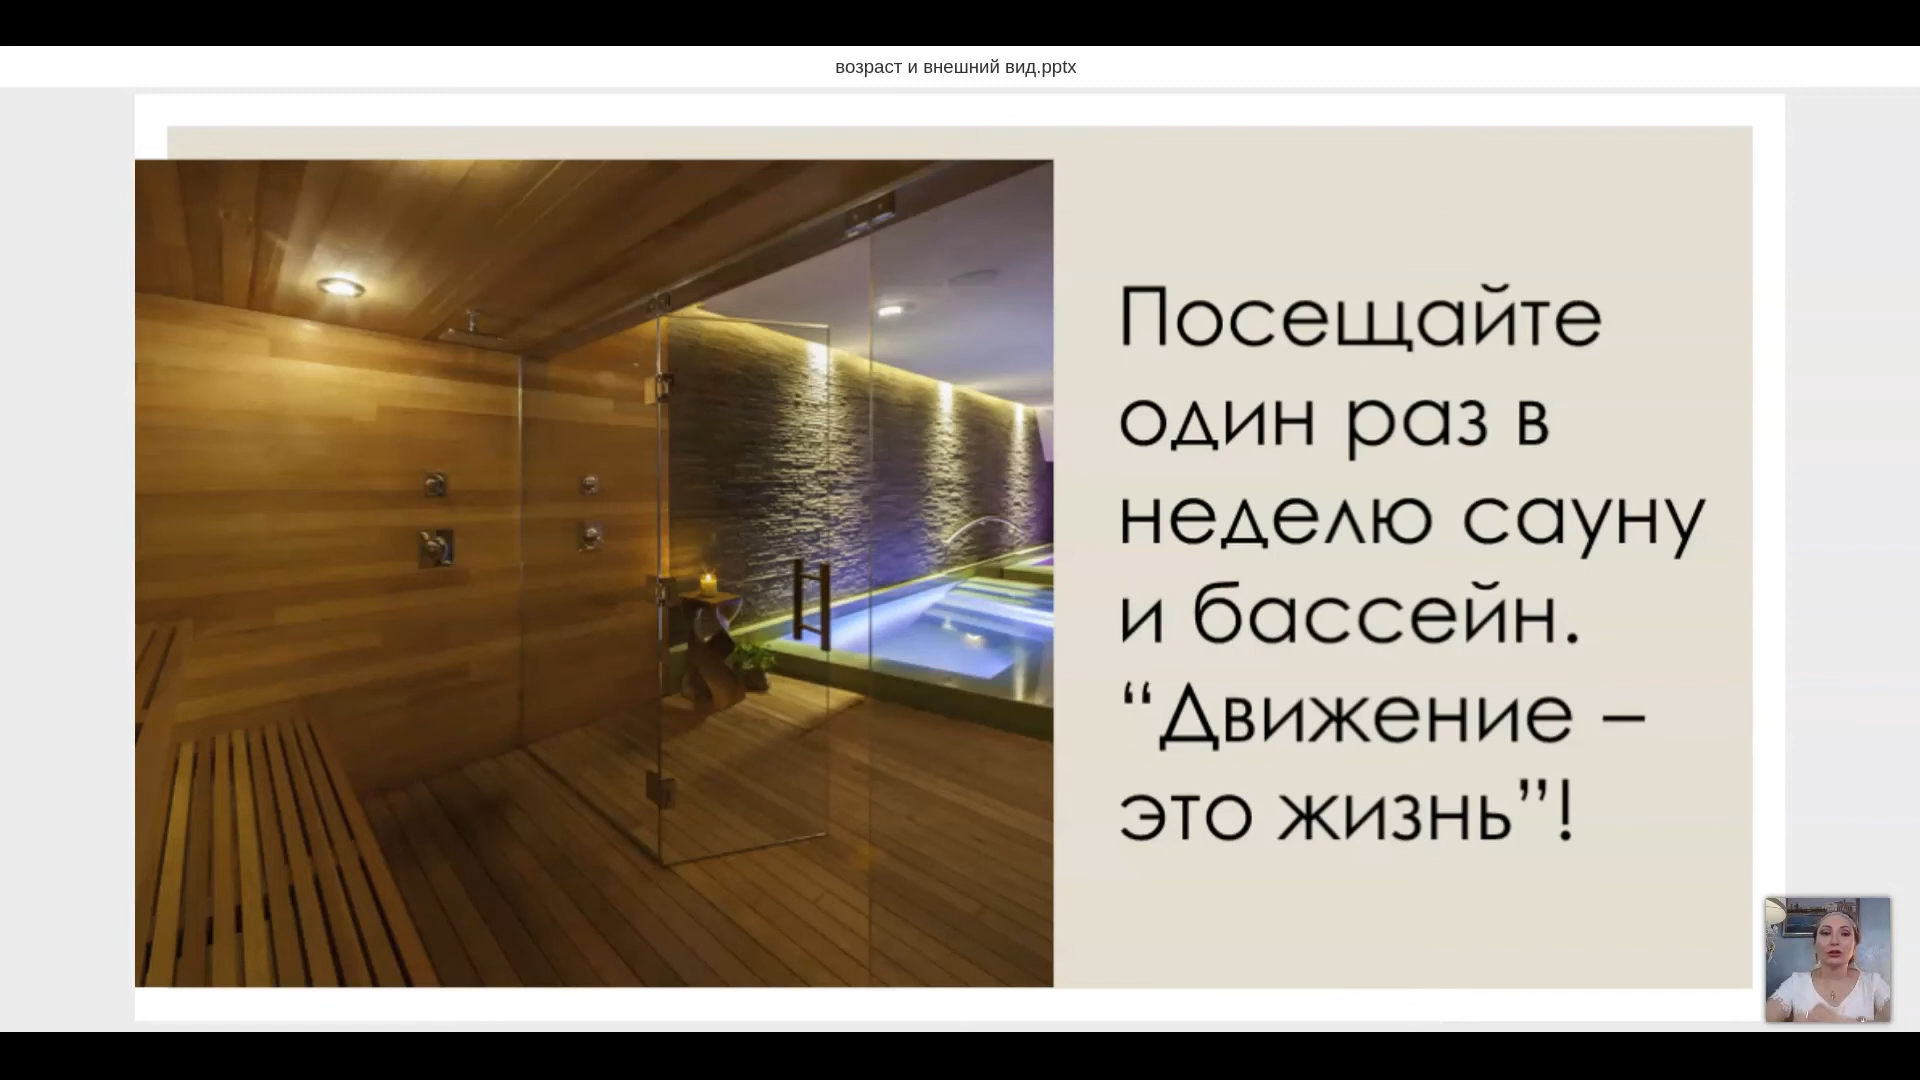 возраст и внешний вид.pptx
Посещайте
один раз в
неделю сауну
и бассейн.
“Движение –
это жизнь”!